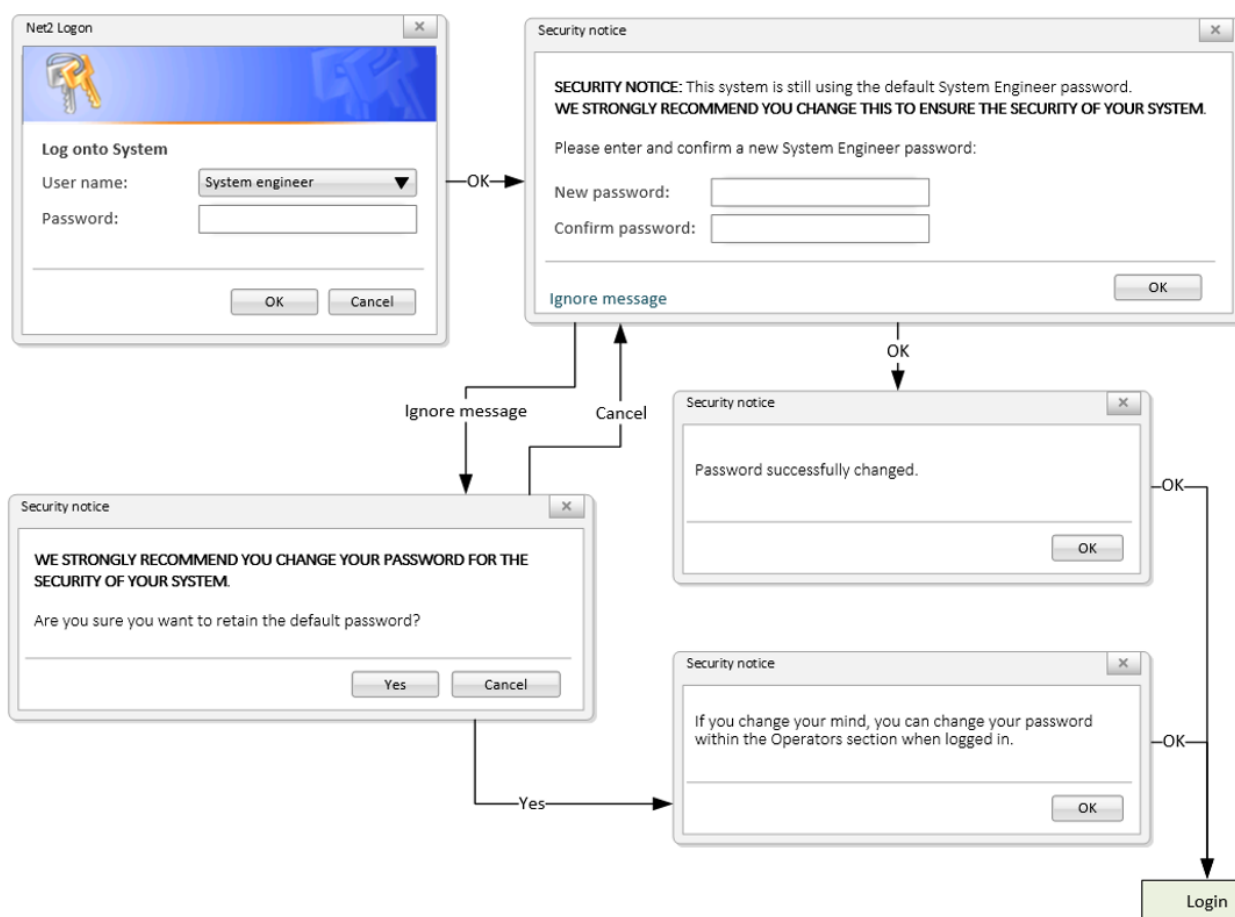 Net2 Logon
Log onto System
User name:
System engineer
Password:
OK
Cancel
OK
Security notice
SECURITY NOTICE: This system is still using the default System Engineer password.
WE STRONGLY RECOMMEND YOU CHANGE THIS TO ENSURE THE SECURITY OF YOUR SYSTEM.
Please enter and confirm a new System Engineer password:
New password:
Confirm password:
OK
Ignore message
OK
Ignore message
Cancel
Security notice
Password successfully changed.
OK
OK
Security notice
WE STRONGLY RECOMMEND YOU CHANGE YOUR PASSWORD FOR THE
SECURITY OF YOUR SYSTEM.
Are you sure you want to retain the default password?
Yes
Cancel
Yes
Security notice
If you change your mind, you can change your password
within the Operators section when logged in.
OK
OK
Login